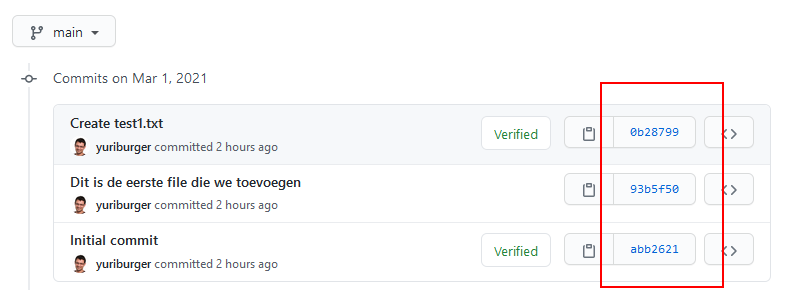 main
Commits on Mar 1, 2021
Create test1.txt
yuriburger committed 2 hours ago
Verified
0b28799
Dit is de eerste file die we toevoegen
yuriburger committed 2 hours ago
93b5f50
Initial commit
yuriburger committed 2 hours ago
Verified
abb2621